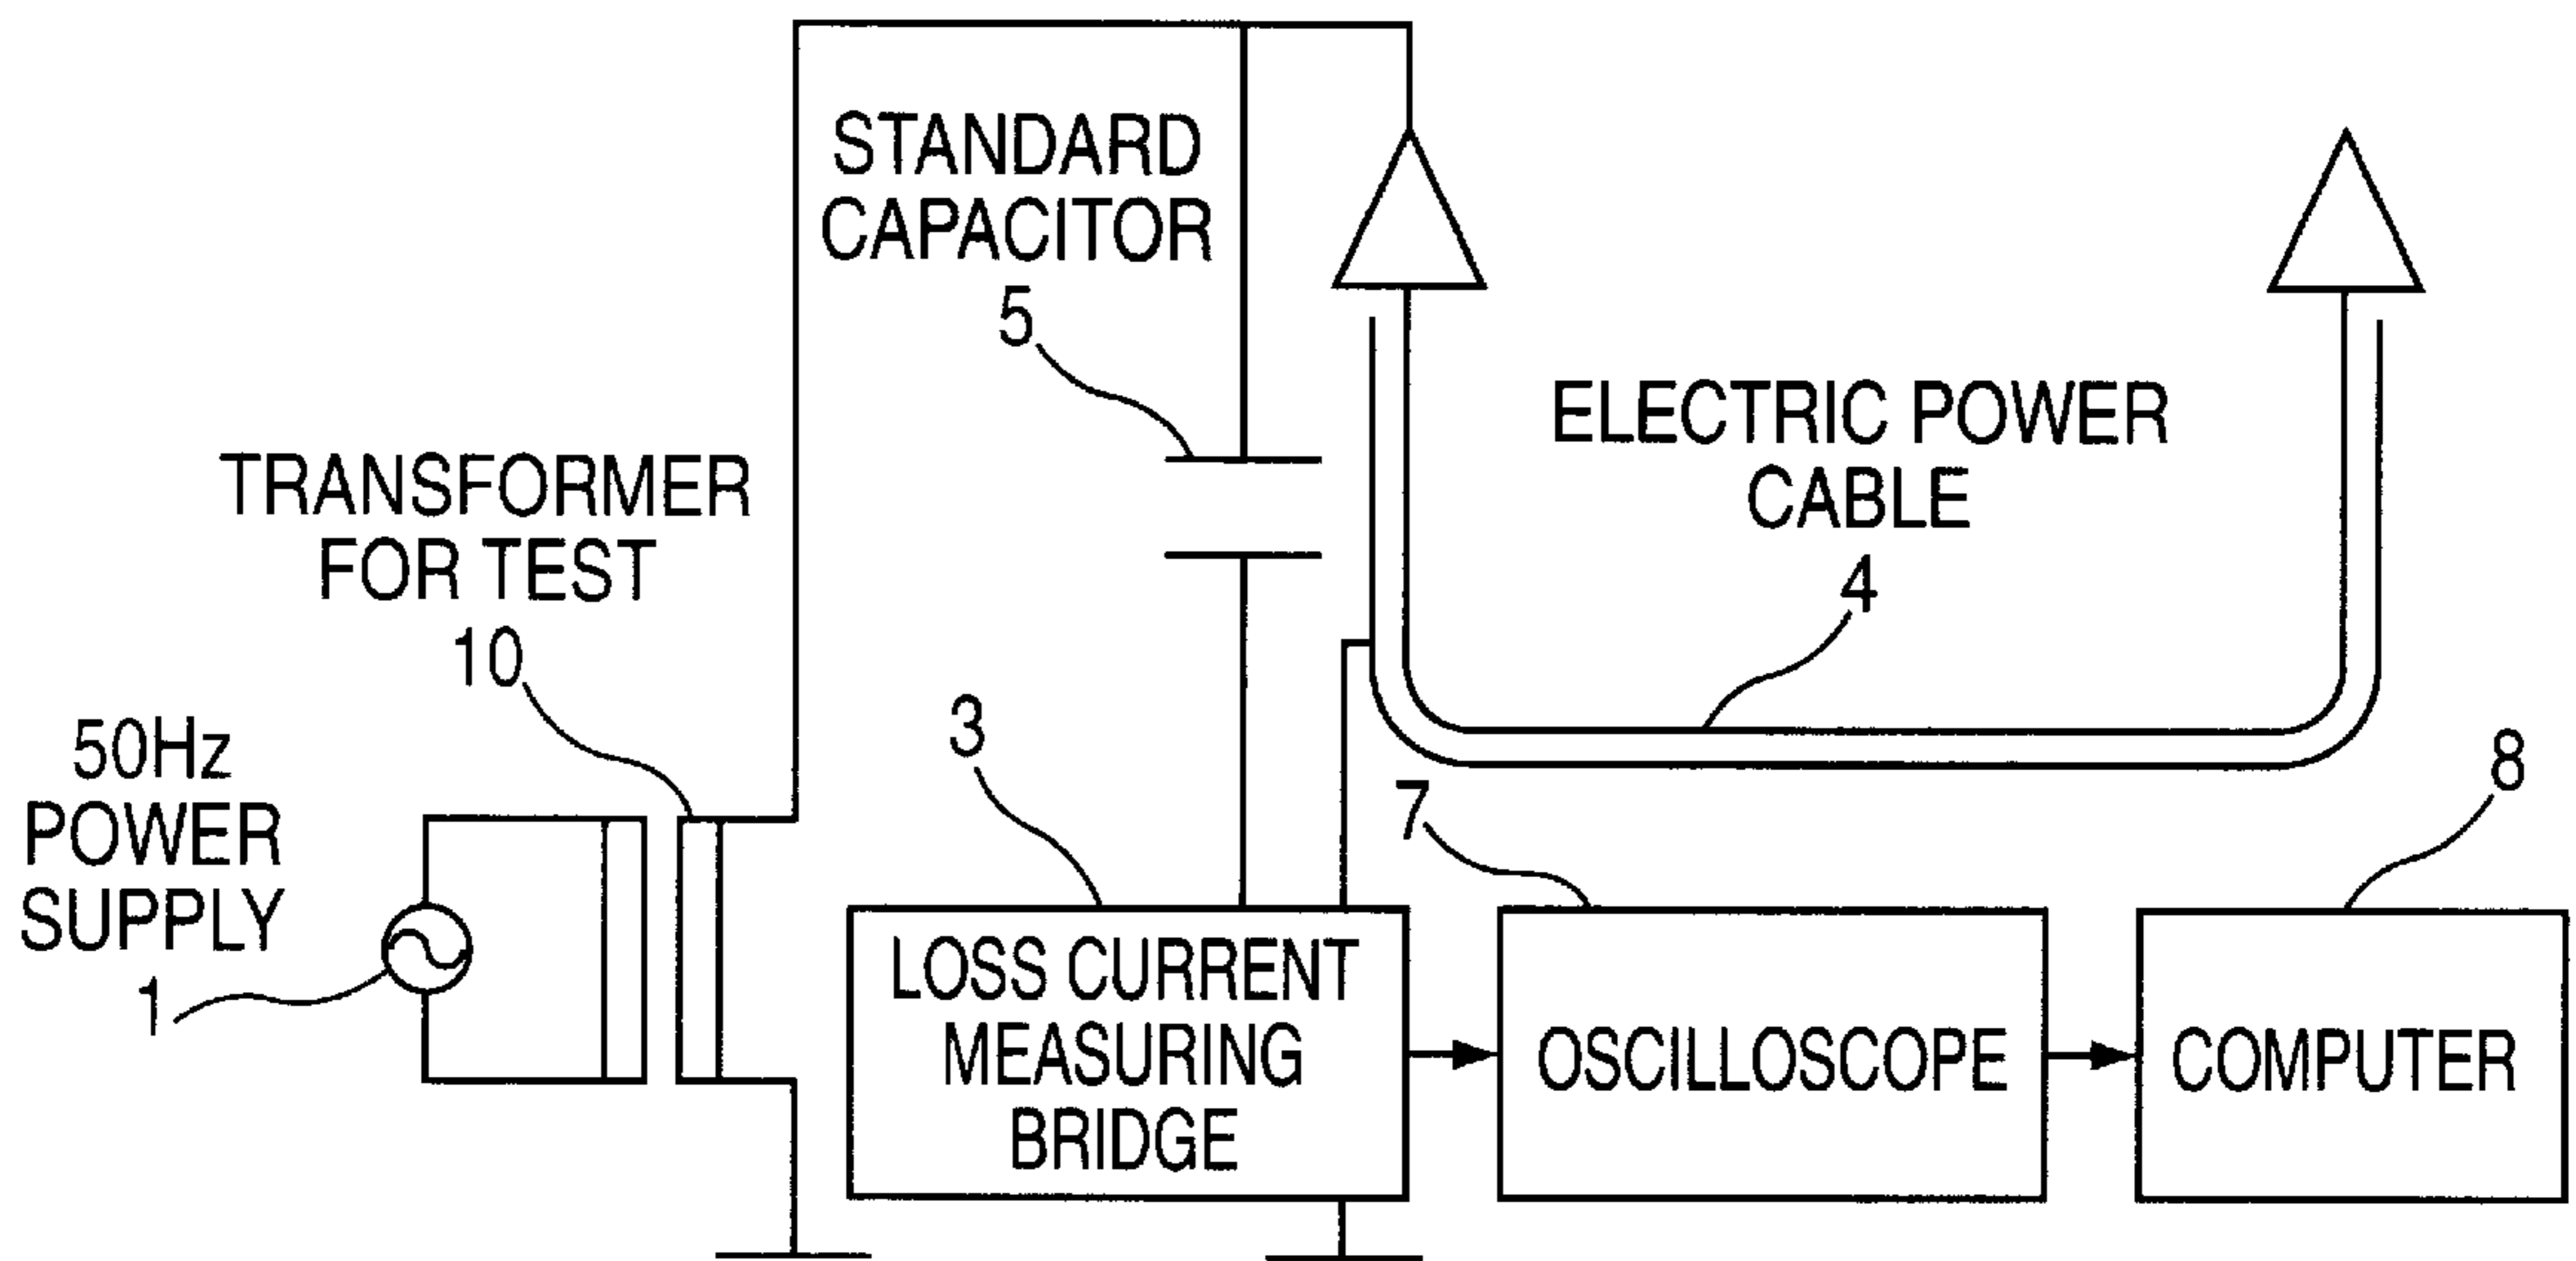 STANDARD
CAPACITOR
5
ELECTRIC POWER
CABLE
4
TRANSFORMER
FOR TEST
10
50Hz
POWER
SUPPLY
1
3
LOSS CURRENT
MEASURING
BRIDGE
7
OSCILLOSCOPE
8
COMPUTER